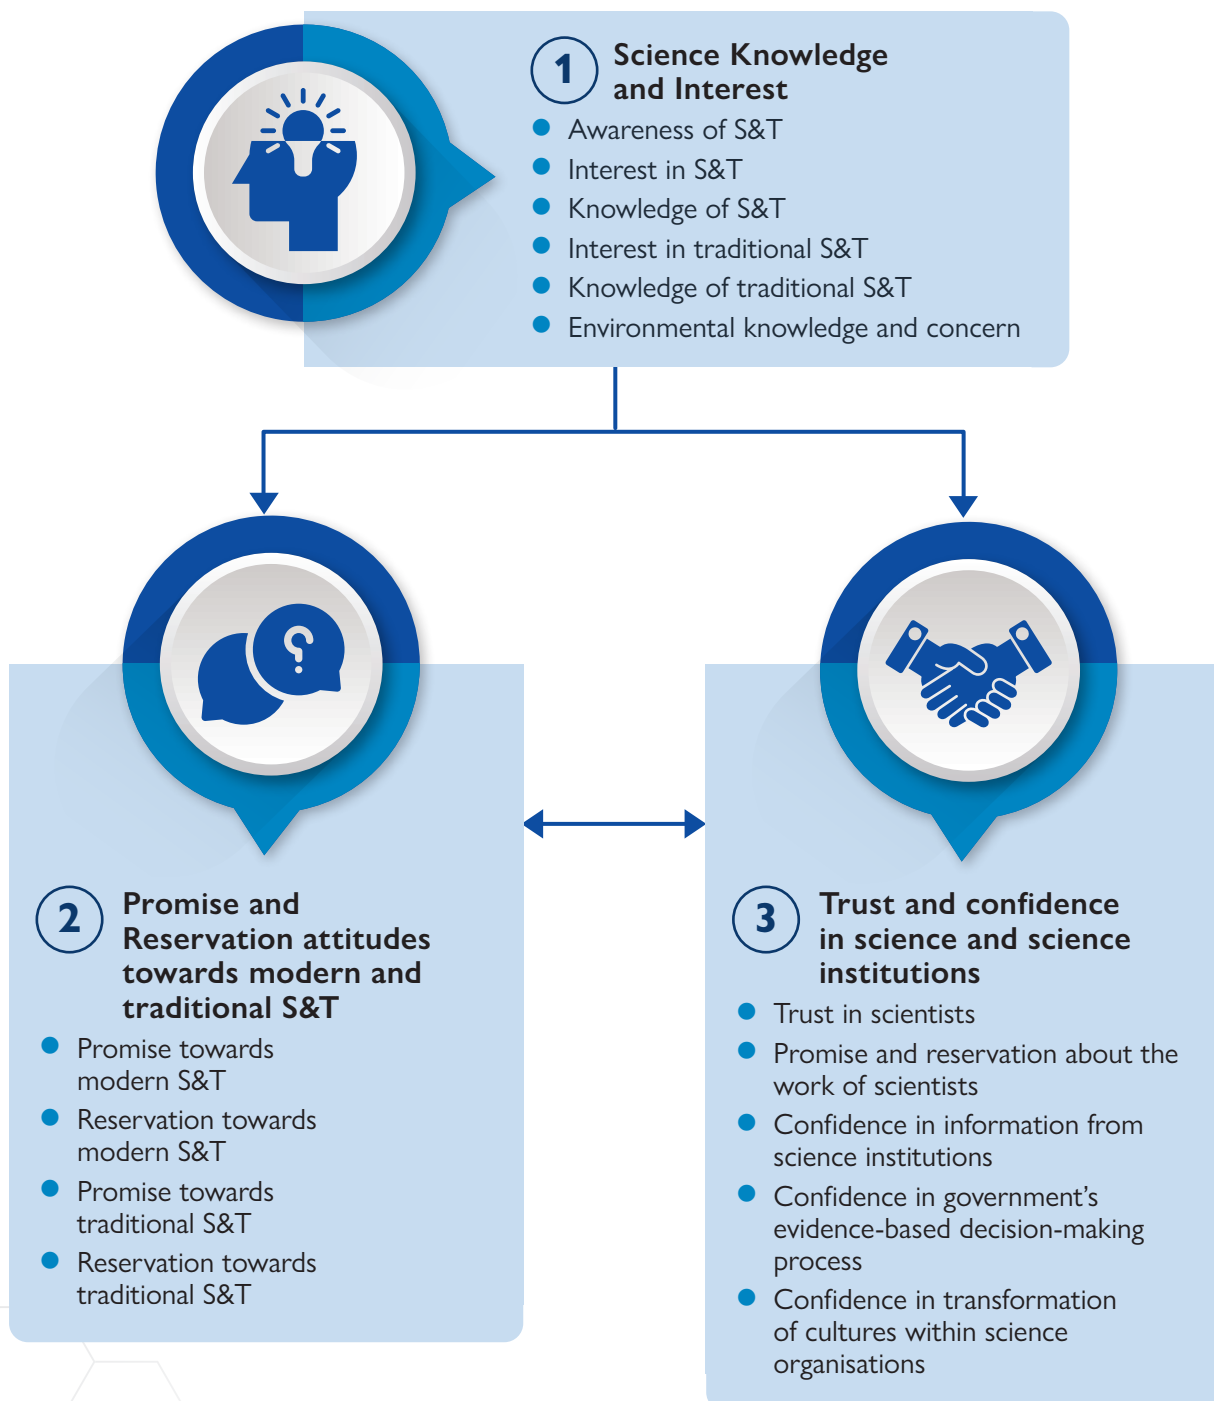 1
Science Knowledge
and Interest
Awareness of S&T
Interest in S&T
Knowledge of S&T
Interest in traditional S&T
Knowledge of traditional S&T
Environmental knowledge and concern
?
2
Promise and
Reservation attitudes
towards modern and
traditional S&T
Promise towards
modern S&T
Reservation towards
modern S&T
Promise towards
traditional S&T
Reservation towards
traditional S&T
3
Trust and confidence
in science and science
institutions
Trust in scientists
Promise and reservation about the
work of scientists
Confidence in information from
science institutions
Confidence in government’s
evidence-based decision-making
process
Confidence in transformation
of cultures within science
organisations